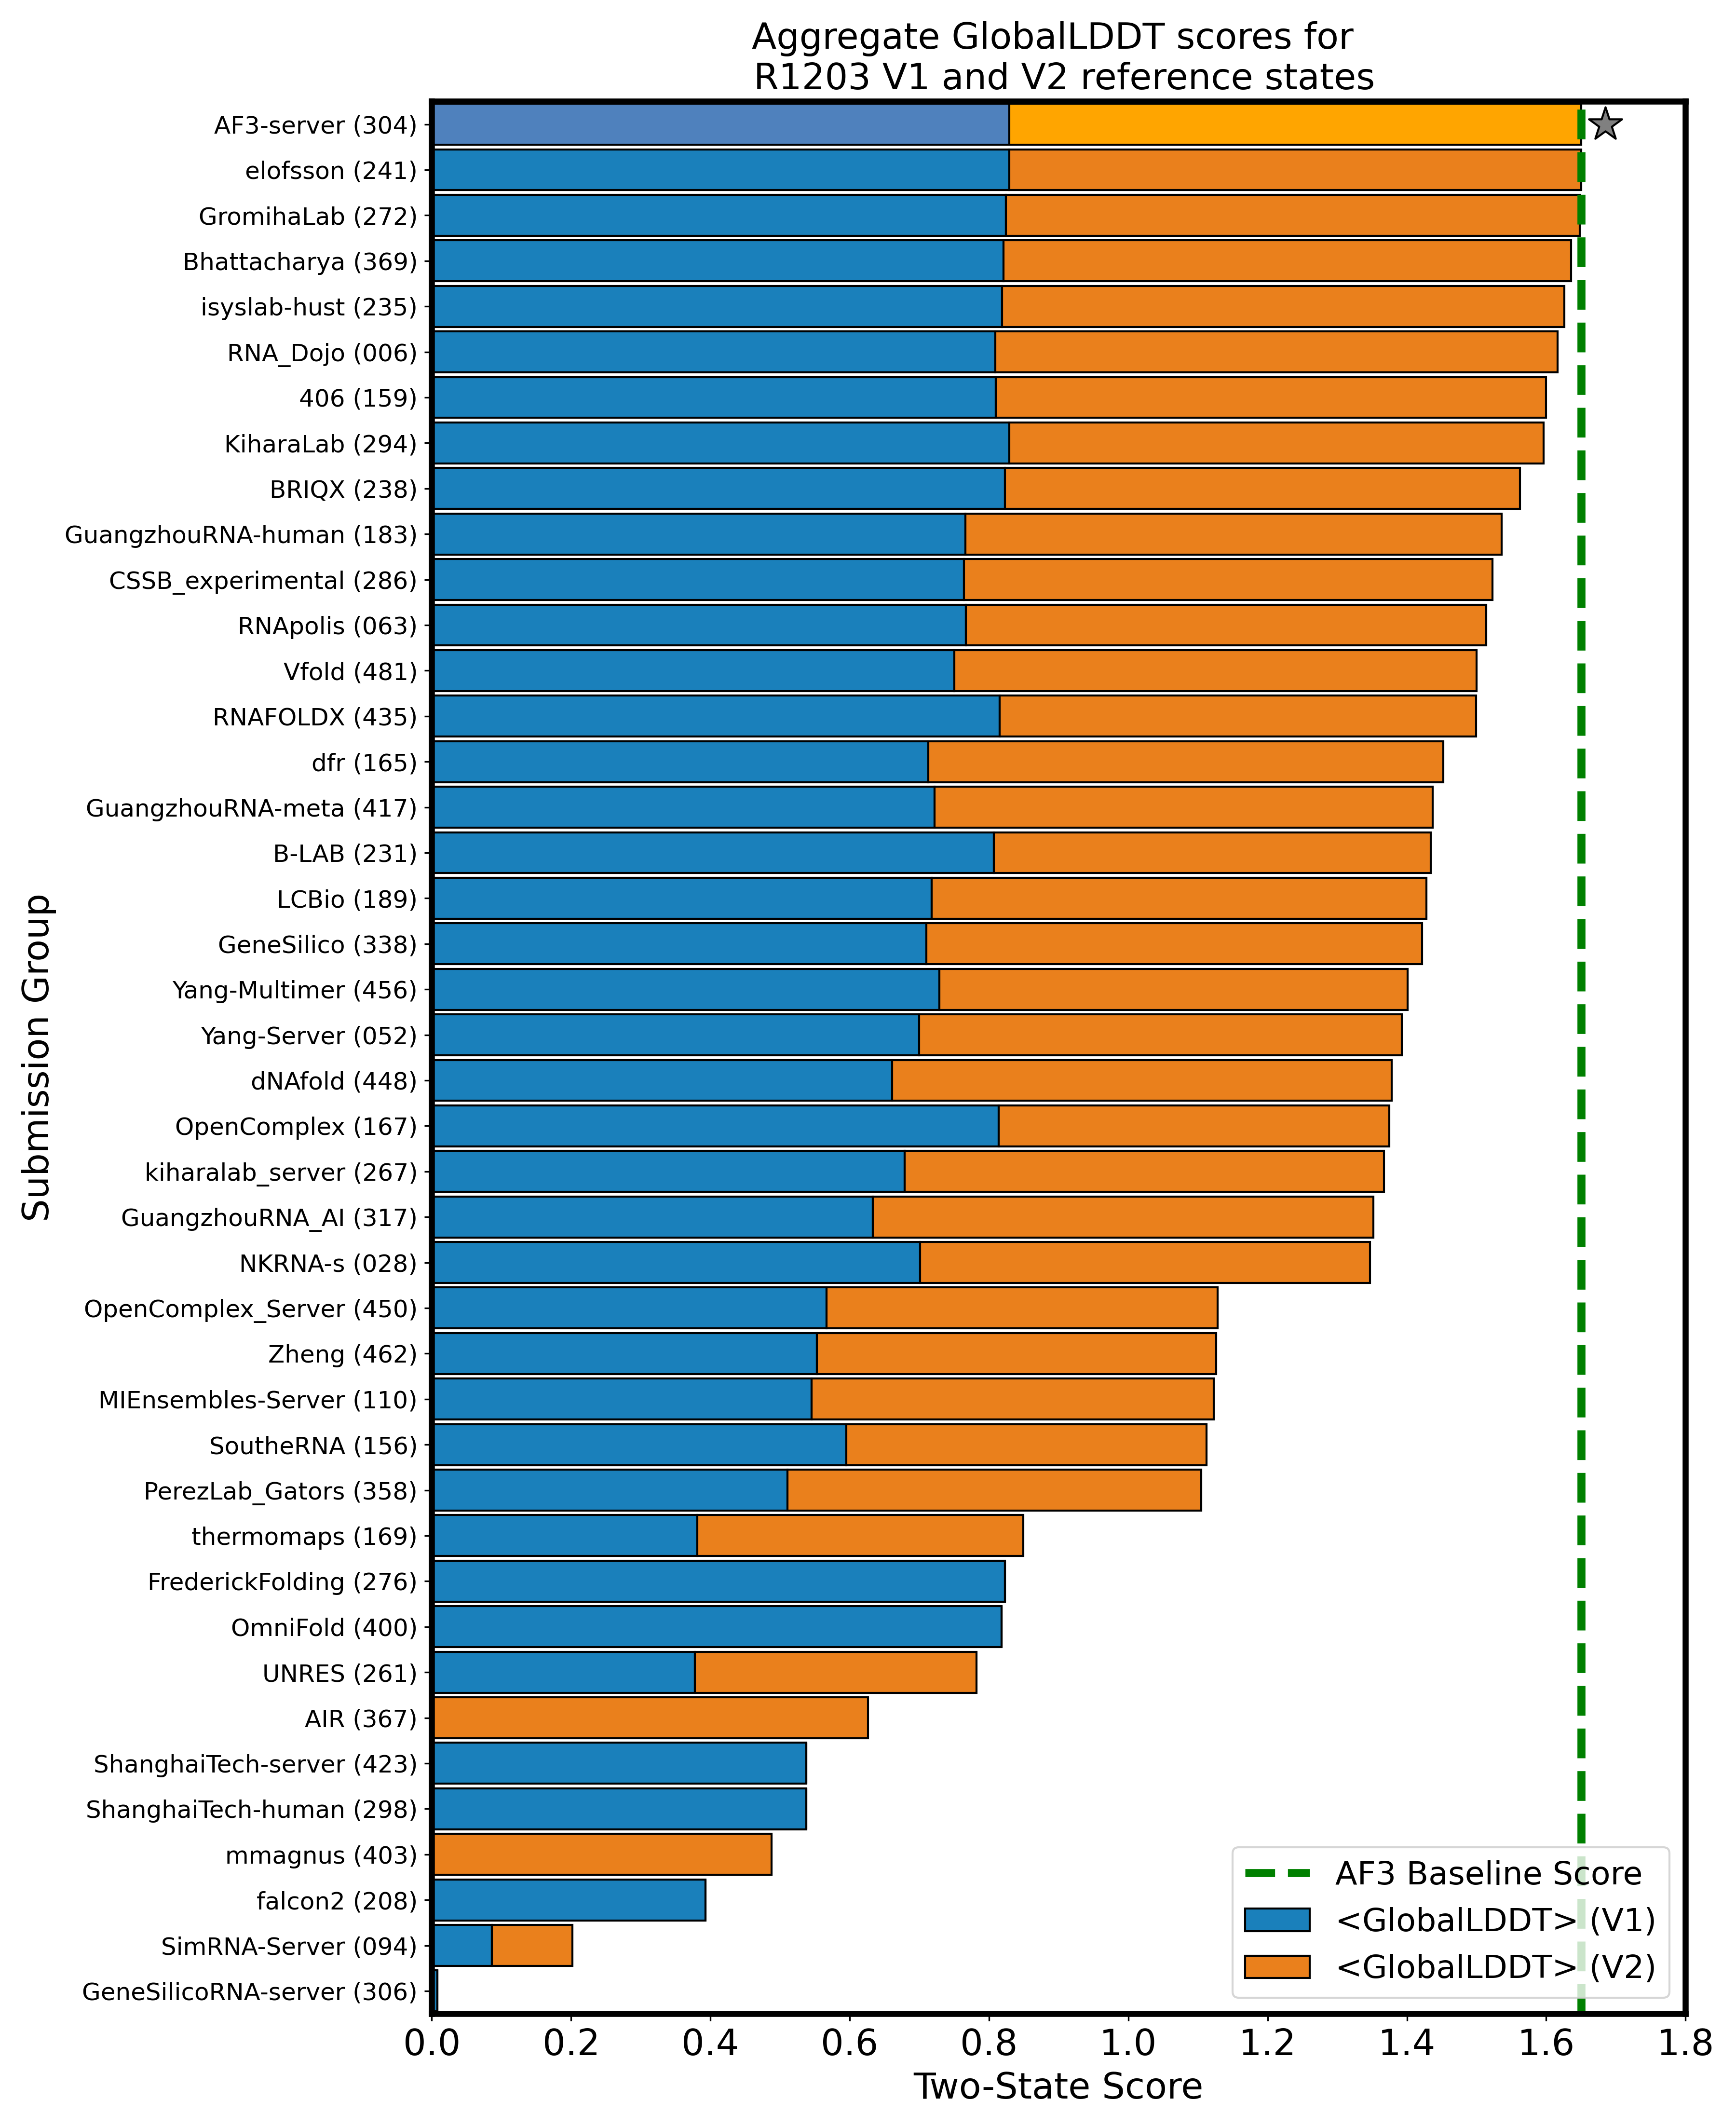 Aggregate GlobalLDDT scores for
R1203 V1 and V2 reference states
AF3-server (304)
elofsson (241)
GromihaLab (272)
Bhattacharya (369)
isyslab-hust (235)
RNA_Dojo (006)
406 (159)
KiharaLab (294)
BRIQX (238)
GuangzhouRNA-human (183)
CSSB_experimental (286)
RNApolis (063)
Vfold (481)
RNAFOLDX (435)
dfr (165)
GuangzhouRNA-meta (417)
B-LAB (231)
LCBio (189)
GeneSilico (338)
Yang-Multimer (456)
Yang-Server (052)
dNAfold (448)
OpenComplex (167)
kiharalab_server (267)
GuangzhouRNA_AI (317)
NKRNA-s (028)
OpenComplex_Server (450)
Zheng (462)
MIEnsembles-Server (110)
SoutheRNA (156)
PerezLab_Gators (358)
thermomaps (169)
FrederickFolding (276)
OmniFold (400)
UNRES (261)
AIR (367)
ShanghaiTech-server (423)
ShanghaiTech-human (298)
mmagnus (403)
falcon2 (208)
SimRNA-Server (094)
GeneSilicoRNA-server (306)
Submission Group
AF3 Baseline Score
<GlobalLDDT> (V1)
<GlobalLDDT> (V2)
0.0 0.2 0.4 0.6 0.8 1.0 1.2 1.4 1.6 1.8
Two-State Score